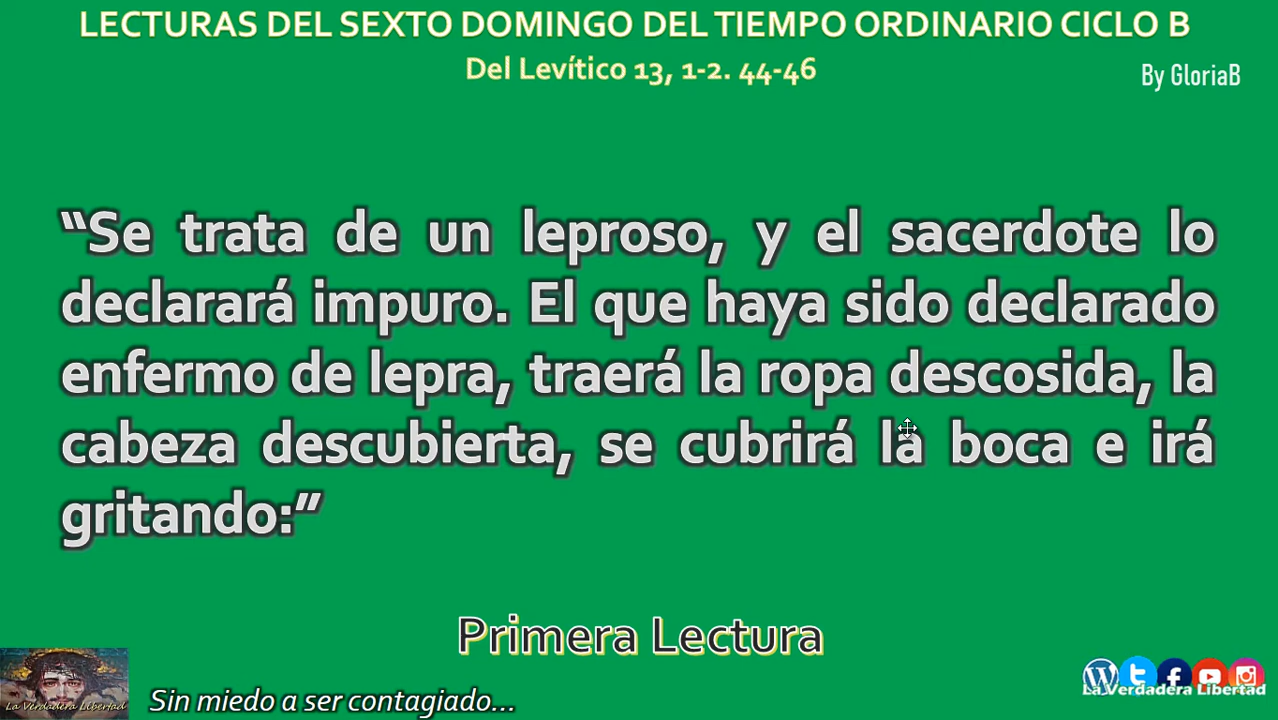 LECTURAS DEL SEXTO DOMINGO DEL TIEMPO ORDINARIO CICLO B
Del Levítico 13, 1-2. 44-46
By GloriaB
“Se trata de un leproso, y el sacerdote lo
declarará impuro. El que haya sido declarado
enfermo de lepra, traerá la ropa descosida, la
cabeza descubierta, se cubrirá la boca e irá
gritando:”
Primera Lectura
La Verdadera Libertad
Sin miedo a ser contagiado...
La Verdadera Libertad